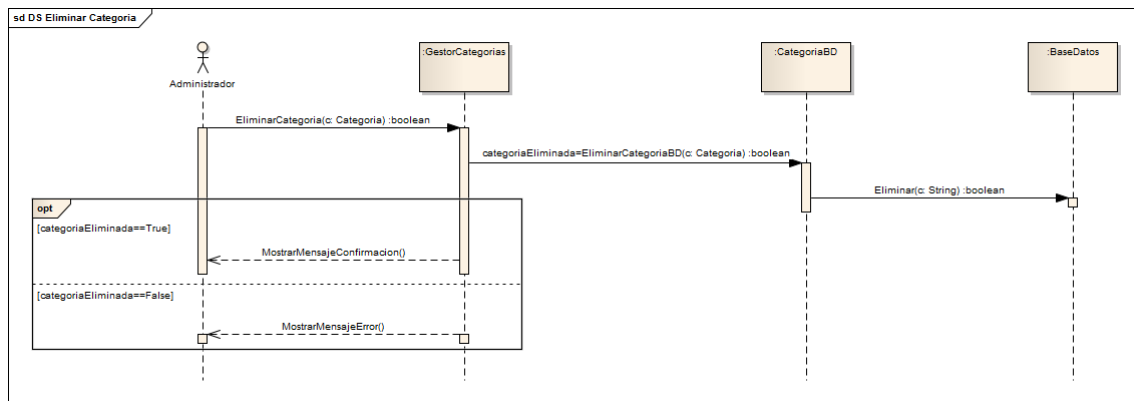 sd DS Eliminar Categoria
Administrador
:GestorCategorias
:CategoriaBD
:BaseDatos
EliminarCategoria(c: Categoria) :boolean
categoriaEliminada=EliminarCategoriaBD(c: Categoria) :boolean
Eliminar(c: String) :boolean
opt
[categoriaEliminada==True]
MostrarMensajeConfirmacion()
[categoriaEliminada==False]
MostrarMensajeError()